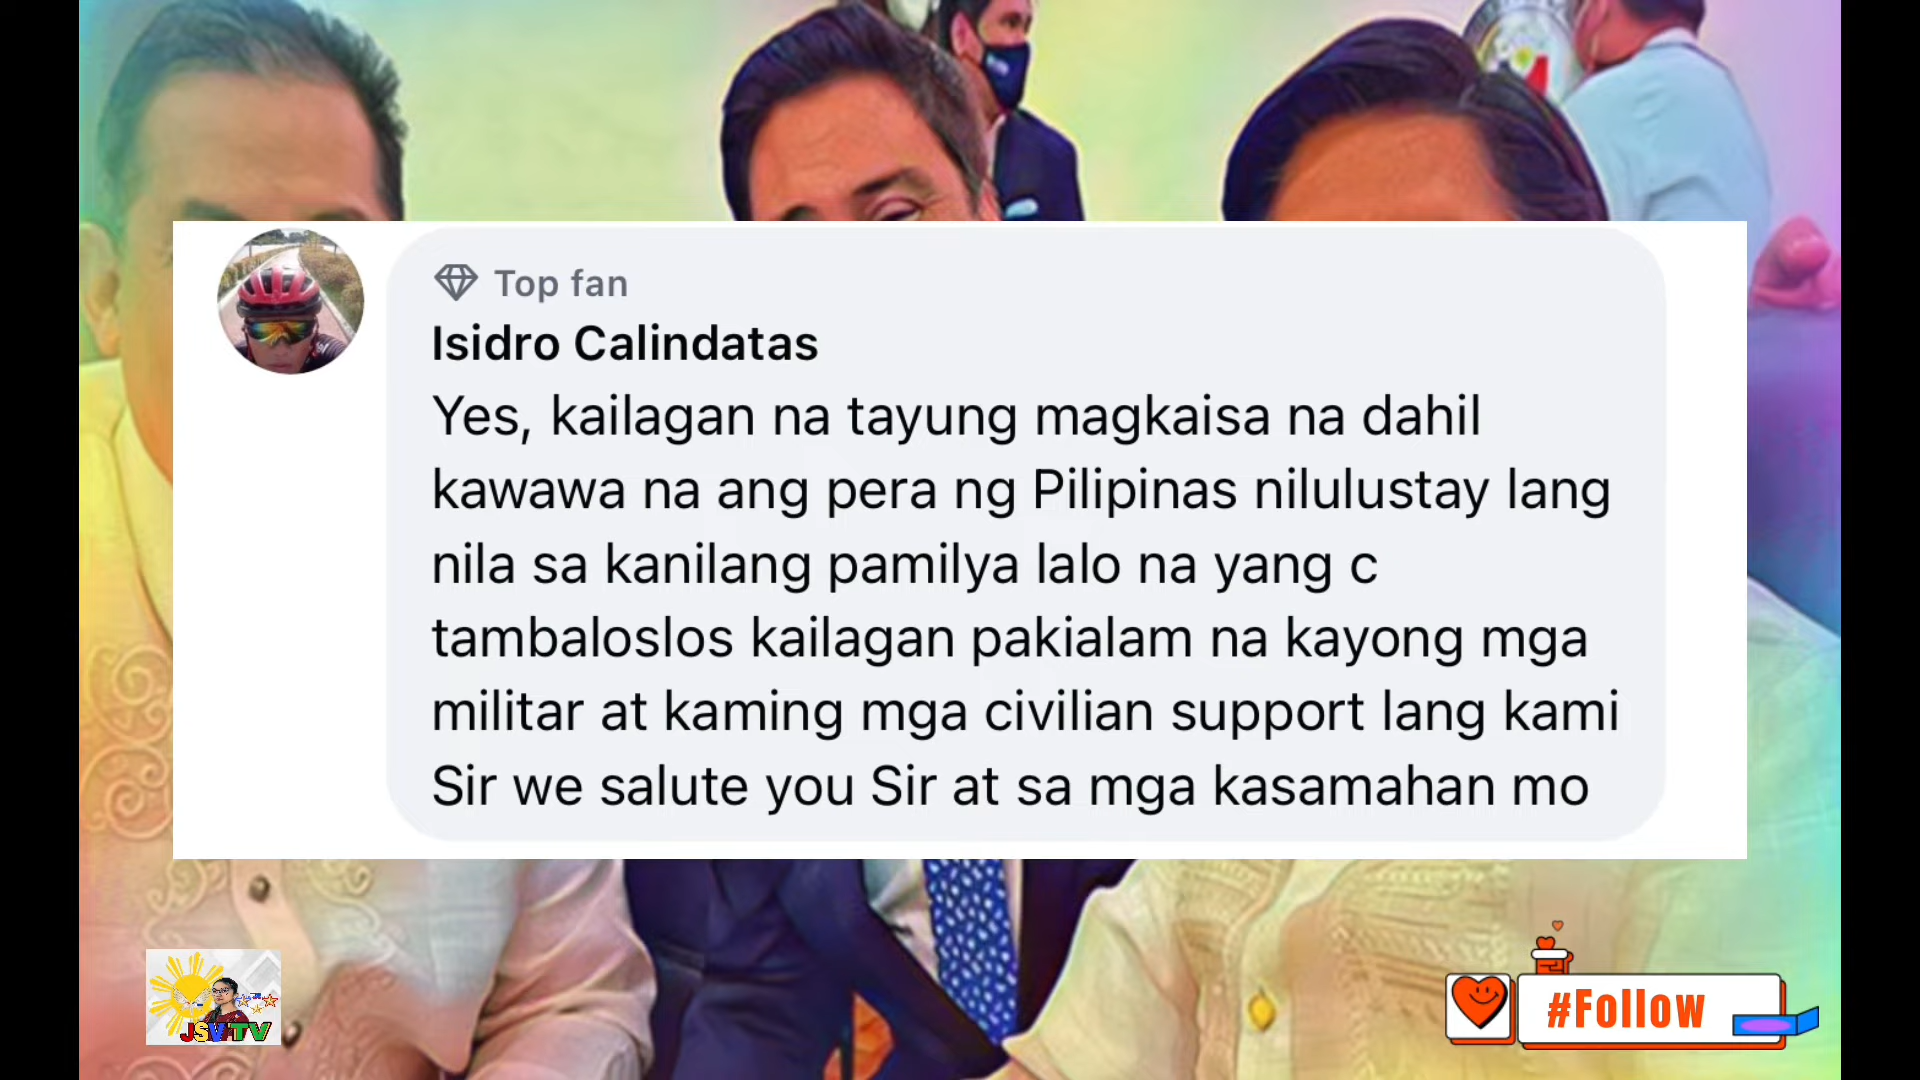 Top fan
Isidro Calindatas
Yes, kailagan na tayung magkaisa na dahil
kawawa na ang pera ng Pilipinas nilulustay lang
nila sa kanilang pamilya lalo na yang c
tambaloslos kailagan pakialam na kayong mga
militar at kaming mga civilian support lang kami
Sir we salute you Sir at sa mga kasamahan mo
JSV TV
#Follow